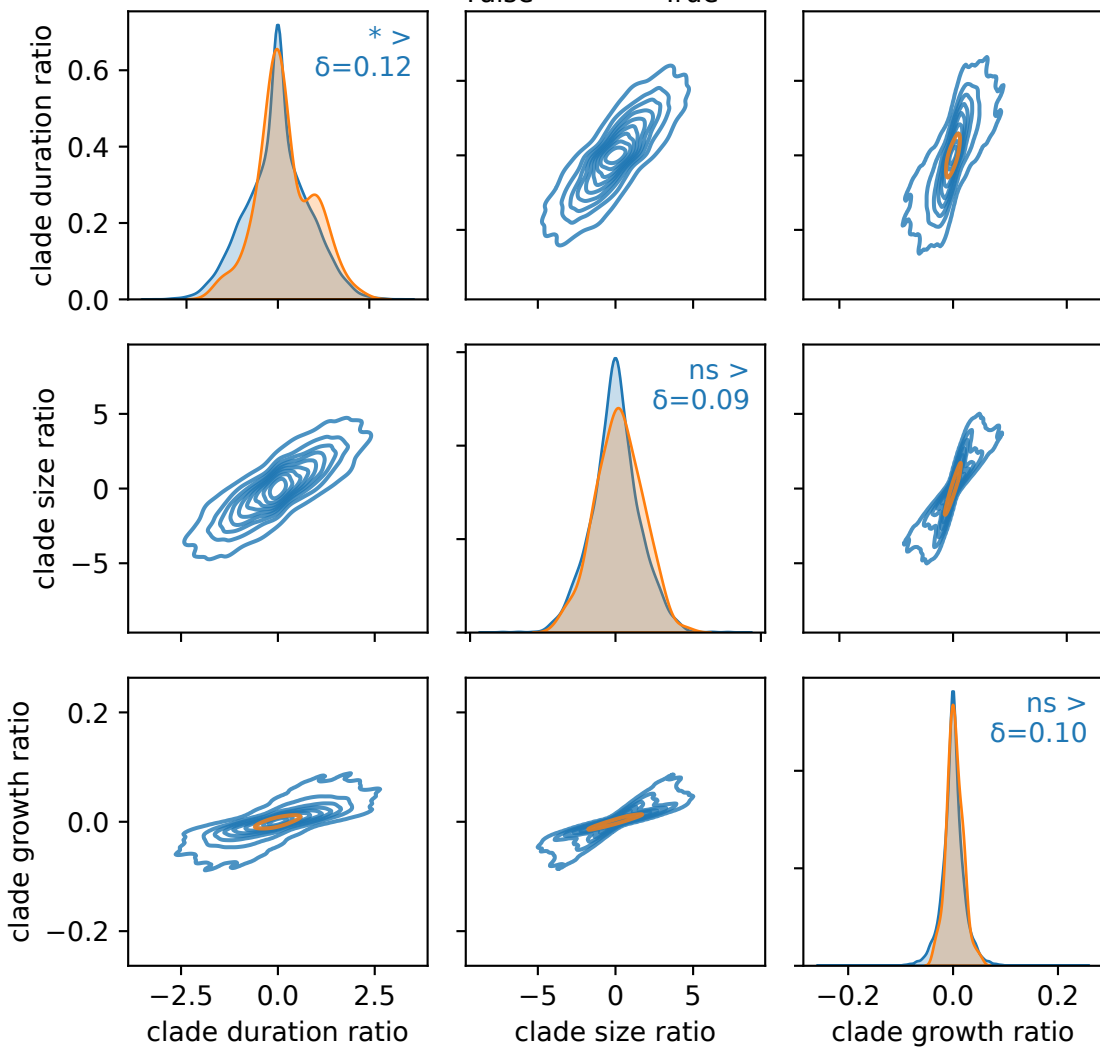 clade duration ratio
0.6
0.4
0.2
0.0
* >
δ=0.12
clade size ratio
5
0
−5
ns >
δ=0.09
clade growth ratio
0.2
0.0
−0.2
ns >
δ=0.10
−2.5 0.0 2.5
−5 0 5
−0.2 0.0 0.2
clade duration ratio
clade size ratio
clade growth ratio